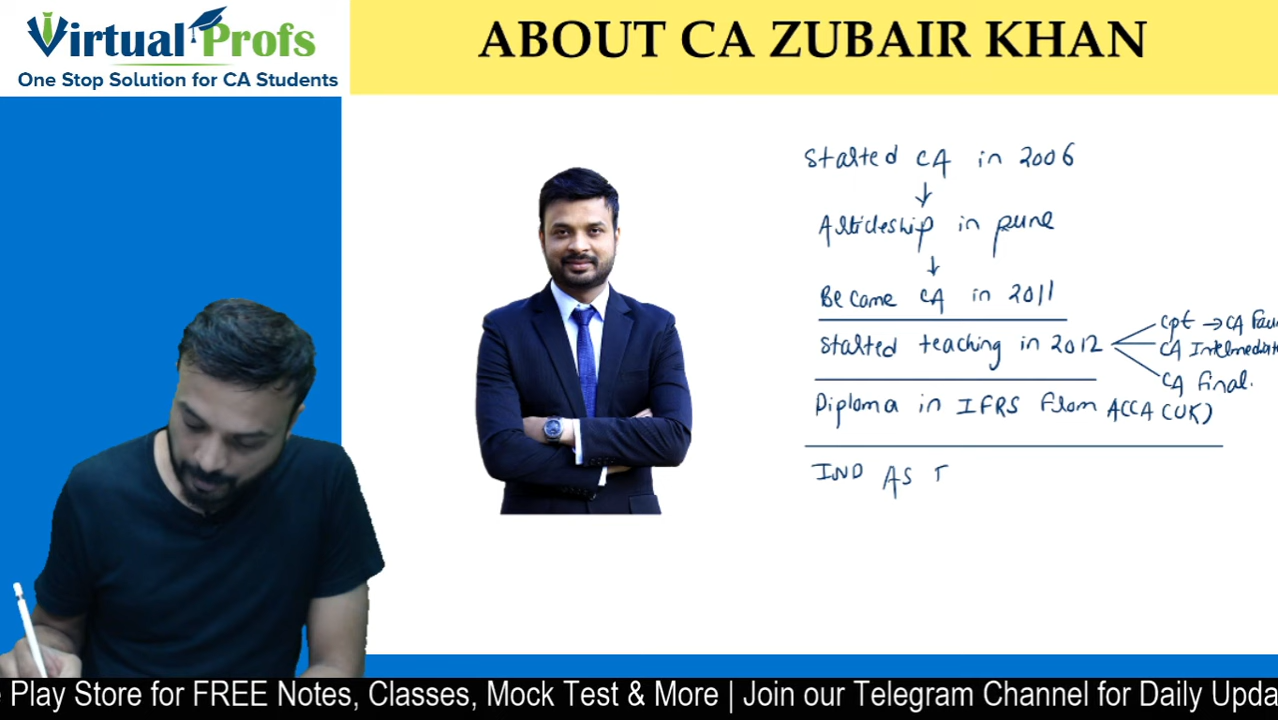 Virtual Profs
One Stop Solution for CA Students
ABOUT CA ZUBAIR KHAN
Started CA in 2006
Articleship in pune
Became CA in 2011
Started teaching in 2012
cpt → CA
CA Intermediate
CA Final.
Diploma in IFRS From ACCA (UK)
IND AS
Play Store for FREE Notes, Classes, Mock Test & More | Join our Telegram Channel for Daily Upda